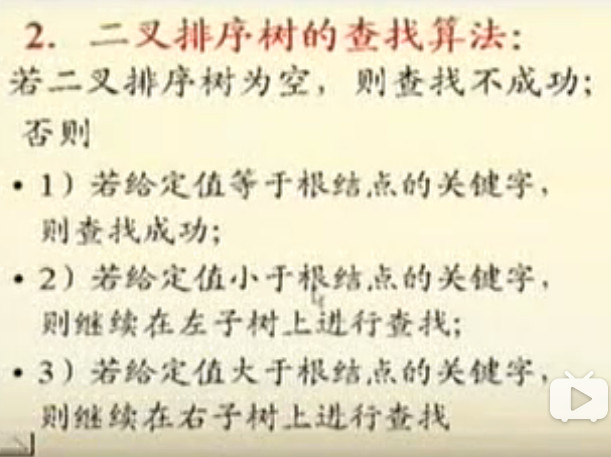 2. 二叉排序树的查找算法：
若二叉排序树为空，则查找不成功；
否则
• 1）若给定值等于根结点的关键字，
则查找成功；
• 2）若给定值小于根结点的关键字，
则继续在左子树上进行查找；
• 3）若给定值大于根结点的关键字，
则继续在右子树上进行查找